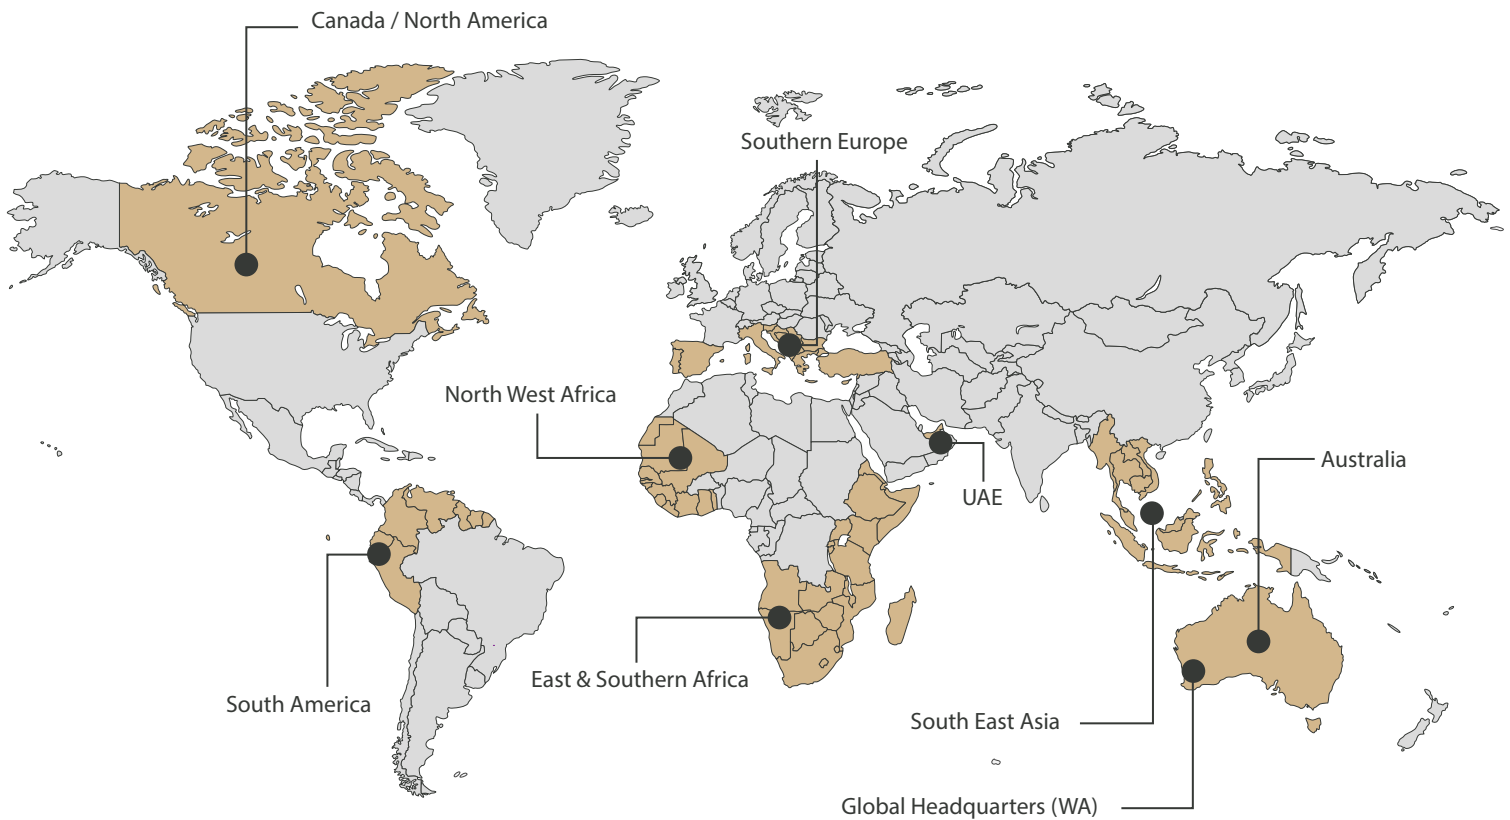 Canada / North America
Southern Europe
North West Africa
Australia
UAE
East & Southern Africa
South America
South East Asia
Global Headquarters (WA)